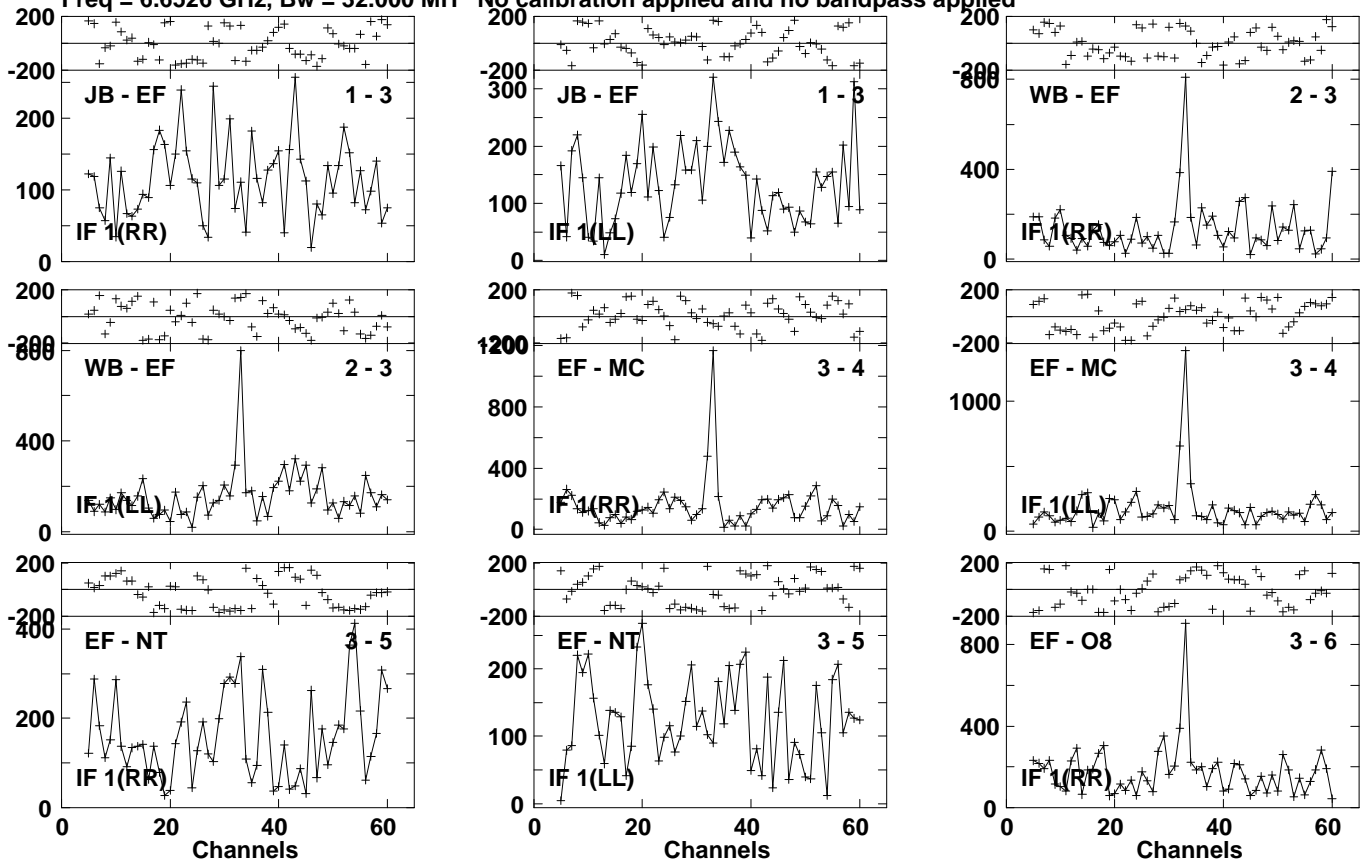 Freq = 6.6526 GHz, Bw = 32.000 MH No calibration applied and no bandpass applied
200
-200
JB - EF 1 - 3
200
100
0
IF 1(RR)
200
-200
JB - EF 1 - 3
300
200
100
0
IF 1(LL)
200
-200
WB - EF 2 - 3
800
400
0
IF 1(RR)
200
-200
WB - EF 2 - 3
800
400
0
IF 1(LL)
200
-200
EF - MC 3 - 4
1200
800
400
0
IF 1(RR)
200
-200
EF - MC 3 - 4
1000
0
IF 1(LL)
200
-200
EF - NT 3 - 5
400
200
0
IF 1(RR)
0 20 40 60
Channels
200
-200
EF - NT 3 - 5
200
100
0
IF 1(LL)
0 20 40 60
Channels
200
-200
EF - O8 3 - 6
800
400
0
IF 1(RR)
0 20 40 60
Channels